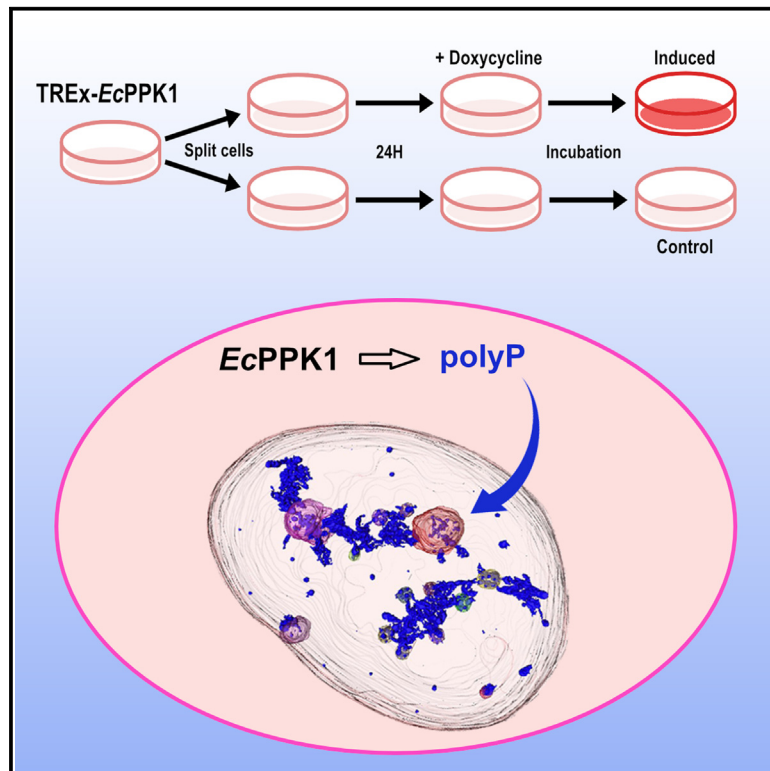 + Doxycycline
Induced
TREx-EcPPK1
Split cells
24H
Incubation
Control
EcPPK1
polyP